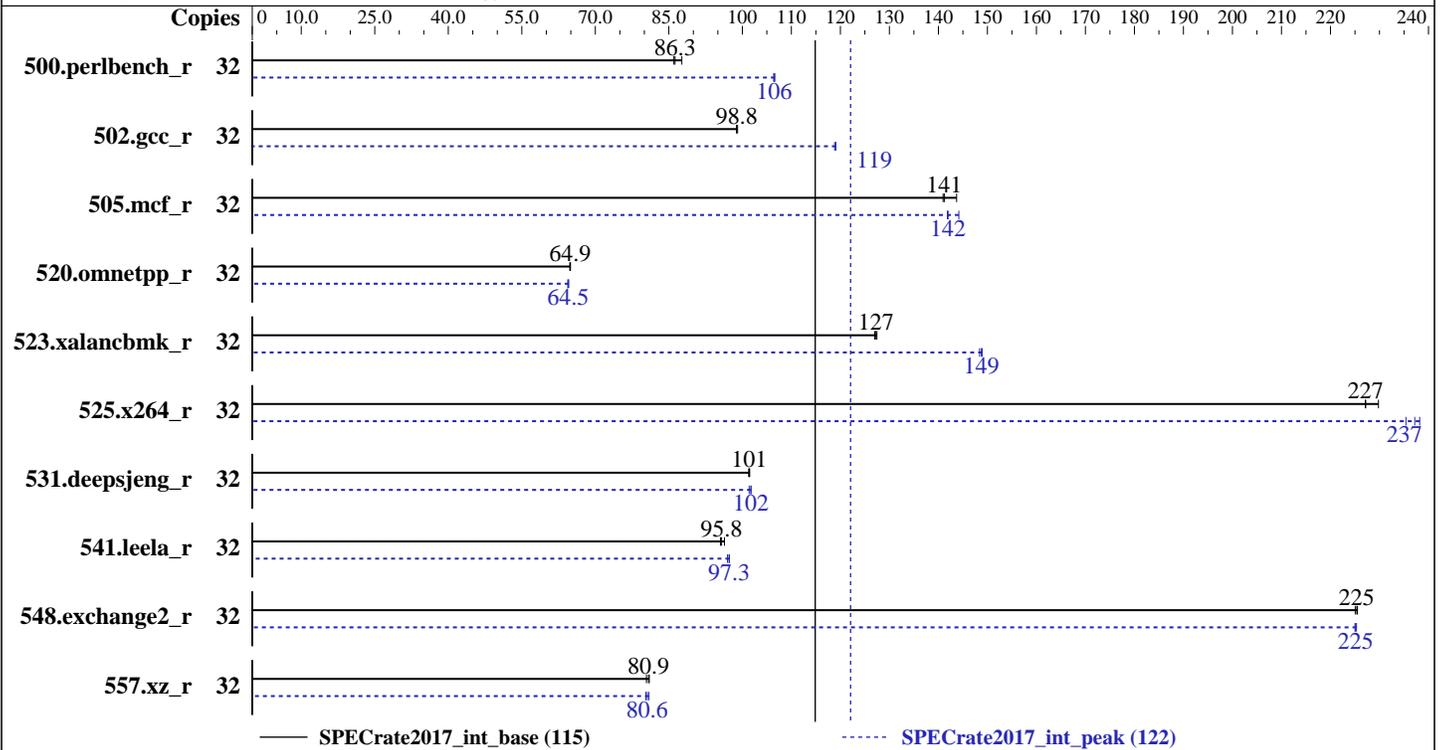 Copies 0 10.0 25.0 40.0 55.0 70.0 85.0 100 110 120 130 140 150 160 170 180 190 200 210 220 240
86.3
500.perlbench_r 32
106
98.8
502.gcc_r 32
119
141
505.mcf_r 32
142
64.9
520.omnetpp_r 32
64.5
127
523.xalancbmk_r 32
149
227
525.x264_r 32
237
101
531.deepsjeng_r 32
102
95.8
541.leela_r 32
97.3
225
548.exchange2_r 32
225
80.9
557.xz_r 32
80.6
SPECrate2017_int_base (115) SPECrate2017_int_peak (122)